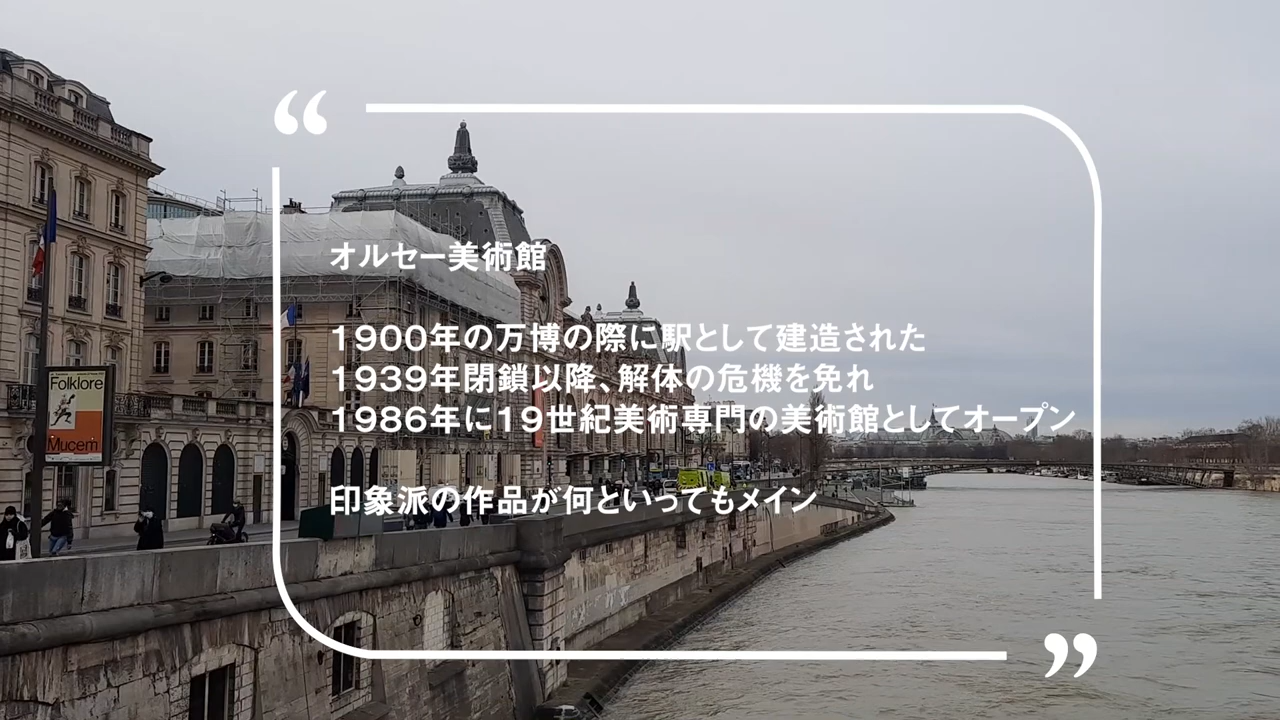 オルセー美術館
1900年の万博の際に駅として建造された
1939年閉鎖以降、解体の危機を免れ
1986年に19世紀美術専門の美術館としてオープン
印象派の作品が何といってもメイン
Folklore
Mucem